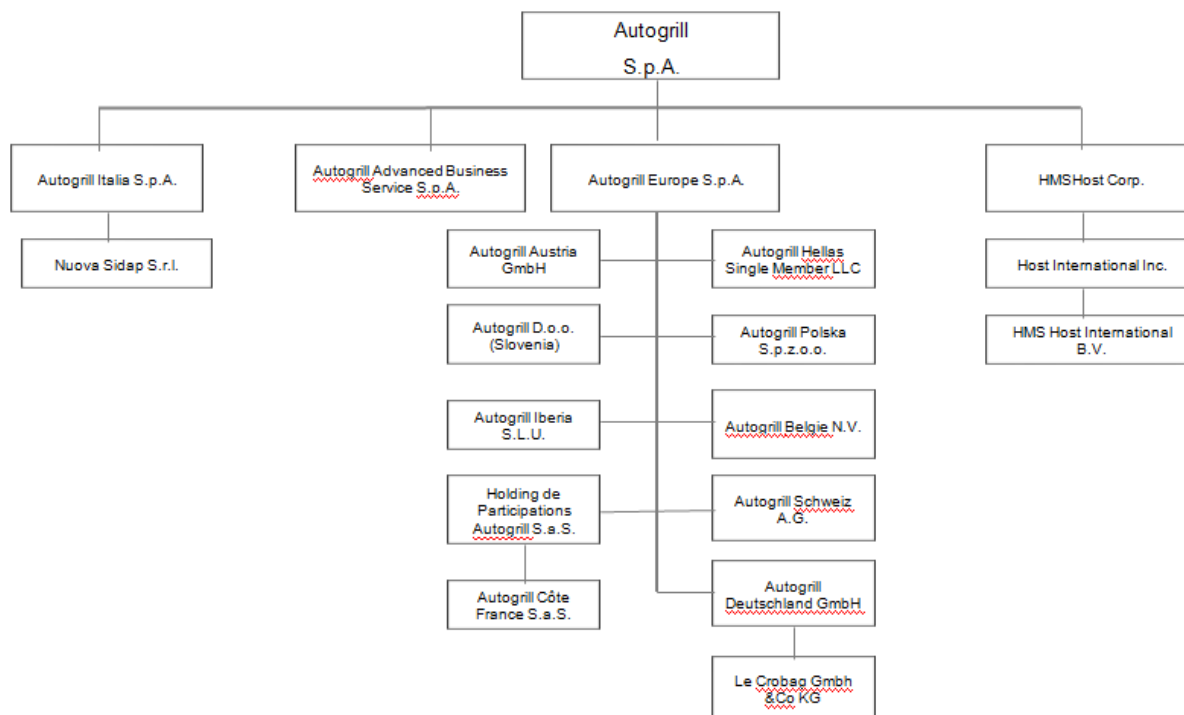 Autogrill
S.p.A.
Autogrill Italia S.p.A.
Autogrill Advanced Business
Service S.p.A.
Autogrill Europe S.p.A.
HMSHost Corp.
Nuova Sidap S.r.l.
Autogrill Austria
GmbH
Autogrill Hellas
Single Member LLC
Host International Inc.
Autogrill D.o.o.
(Slovenia)
Autogrill Polska
S.p.z.o.o.
HMS Host International
B.V.
Autogrill Iberia
S.L.U.
Autogrill Belgie N.V.
Holding de
Participations
Autogrill S.a.S.
Autogrill Schweiz
A.G.
Autogrill Côte
France S.a.S.
Autogrill
Deutschland GmbH
Le Crobag Gmbh
&Co KG